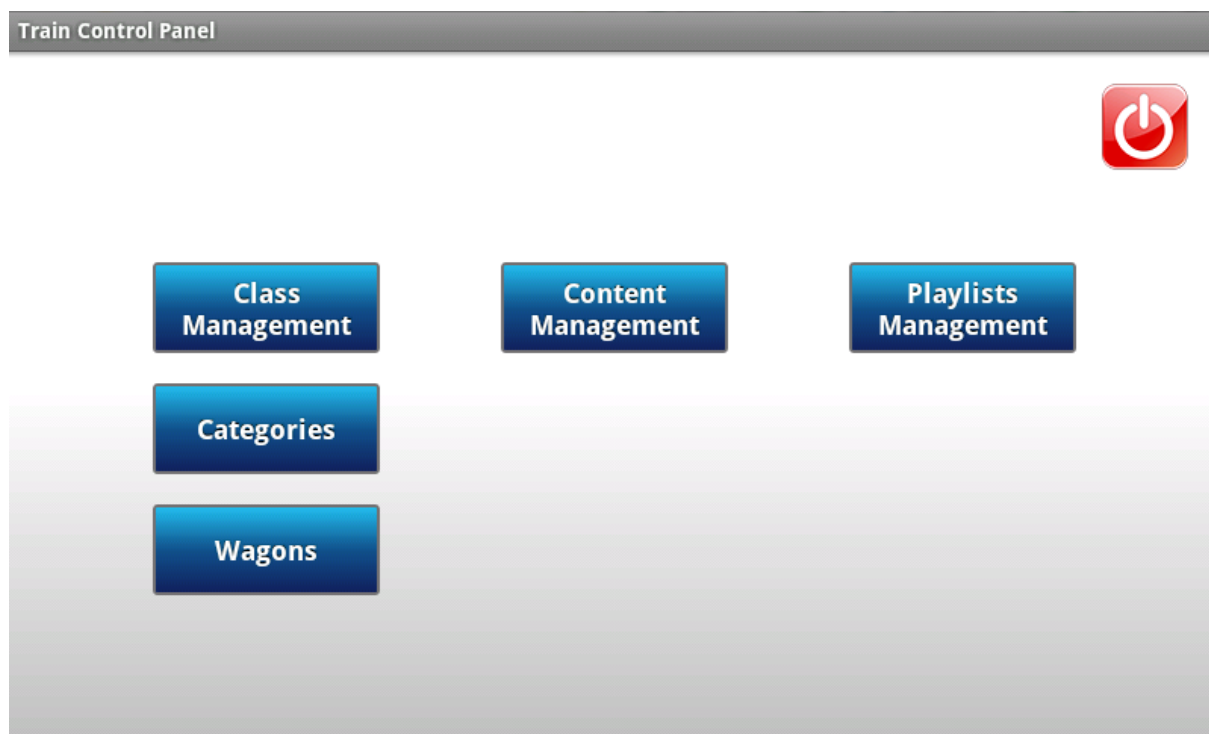 Train Control Panel
Class
Management
Content
Management
Playlists
Management
Categories
Wagons